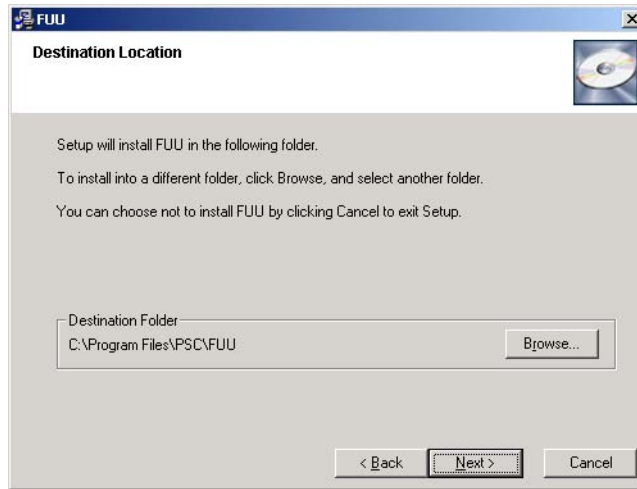 FUU
Destination Location
Setup will install FUU in the following folder.
To install into a different folder, click Browse, and select another folder.
You can choose not to install FUU by clicking Cancel to exit Setup.
Destination Folder
C:\Program Files\PSC\FUU
Browse...
< Back
Next >
Cancel